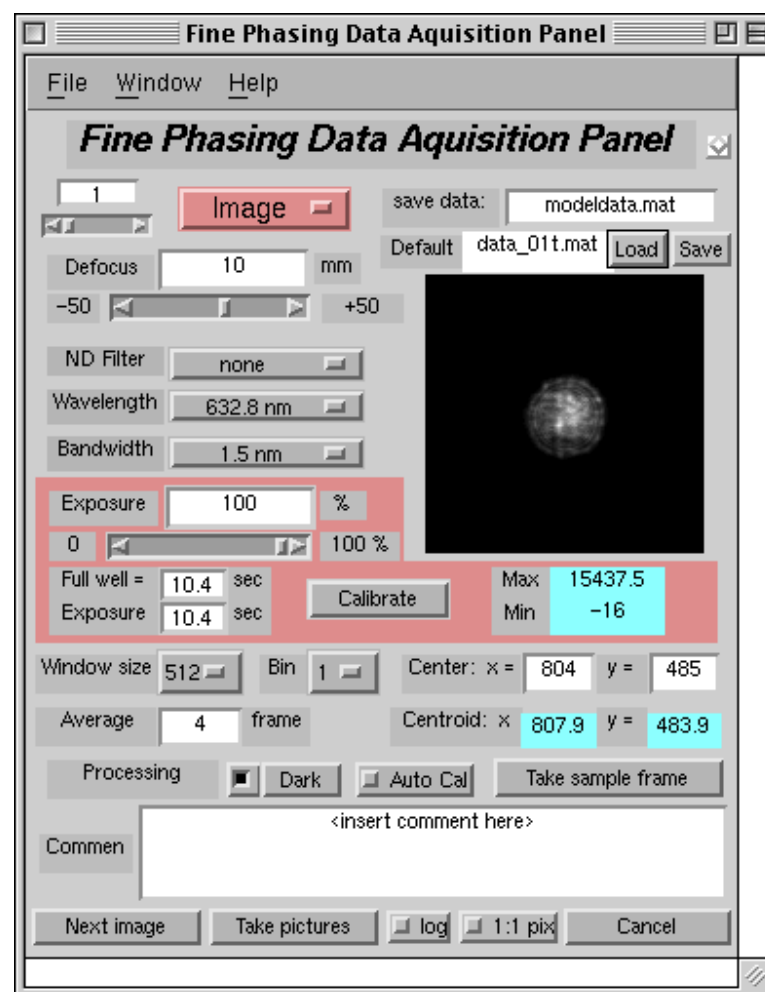 Fine Phasing Data Aquisition Panel
File Window Help
Fine Phasing Data Aquisition Panel
1 Image save data: modeldata.mat
Default data_01t.mat Load Save
Defocus 10 mm
-50 +50
ND Filter none
Wavelength 632.8 nm
Bandwidth 1.5 nm
Exposure 100 %
0 100 %
Full well = 10.4 sec Calibrate Max 15437.5
Exposure 10.4 sec Min -16
Window size 512 Bin 1 Center: x = 804 y = 485
Average 4 frame Centroid: x 807.9 y = 483.9
Processing Dark Auto Cal Take sample frame
Commen <insert comment here>
Next image Take pictures log 1:1 pix Cancel